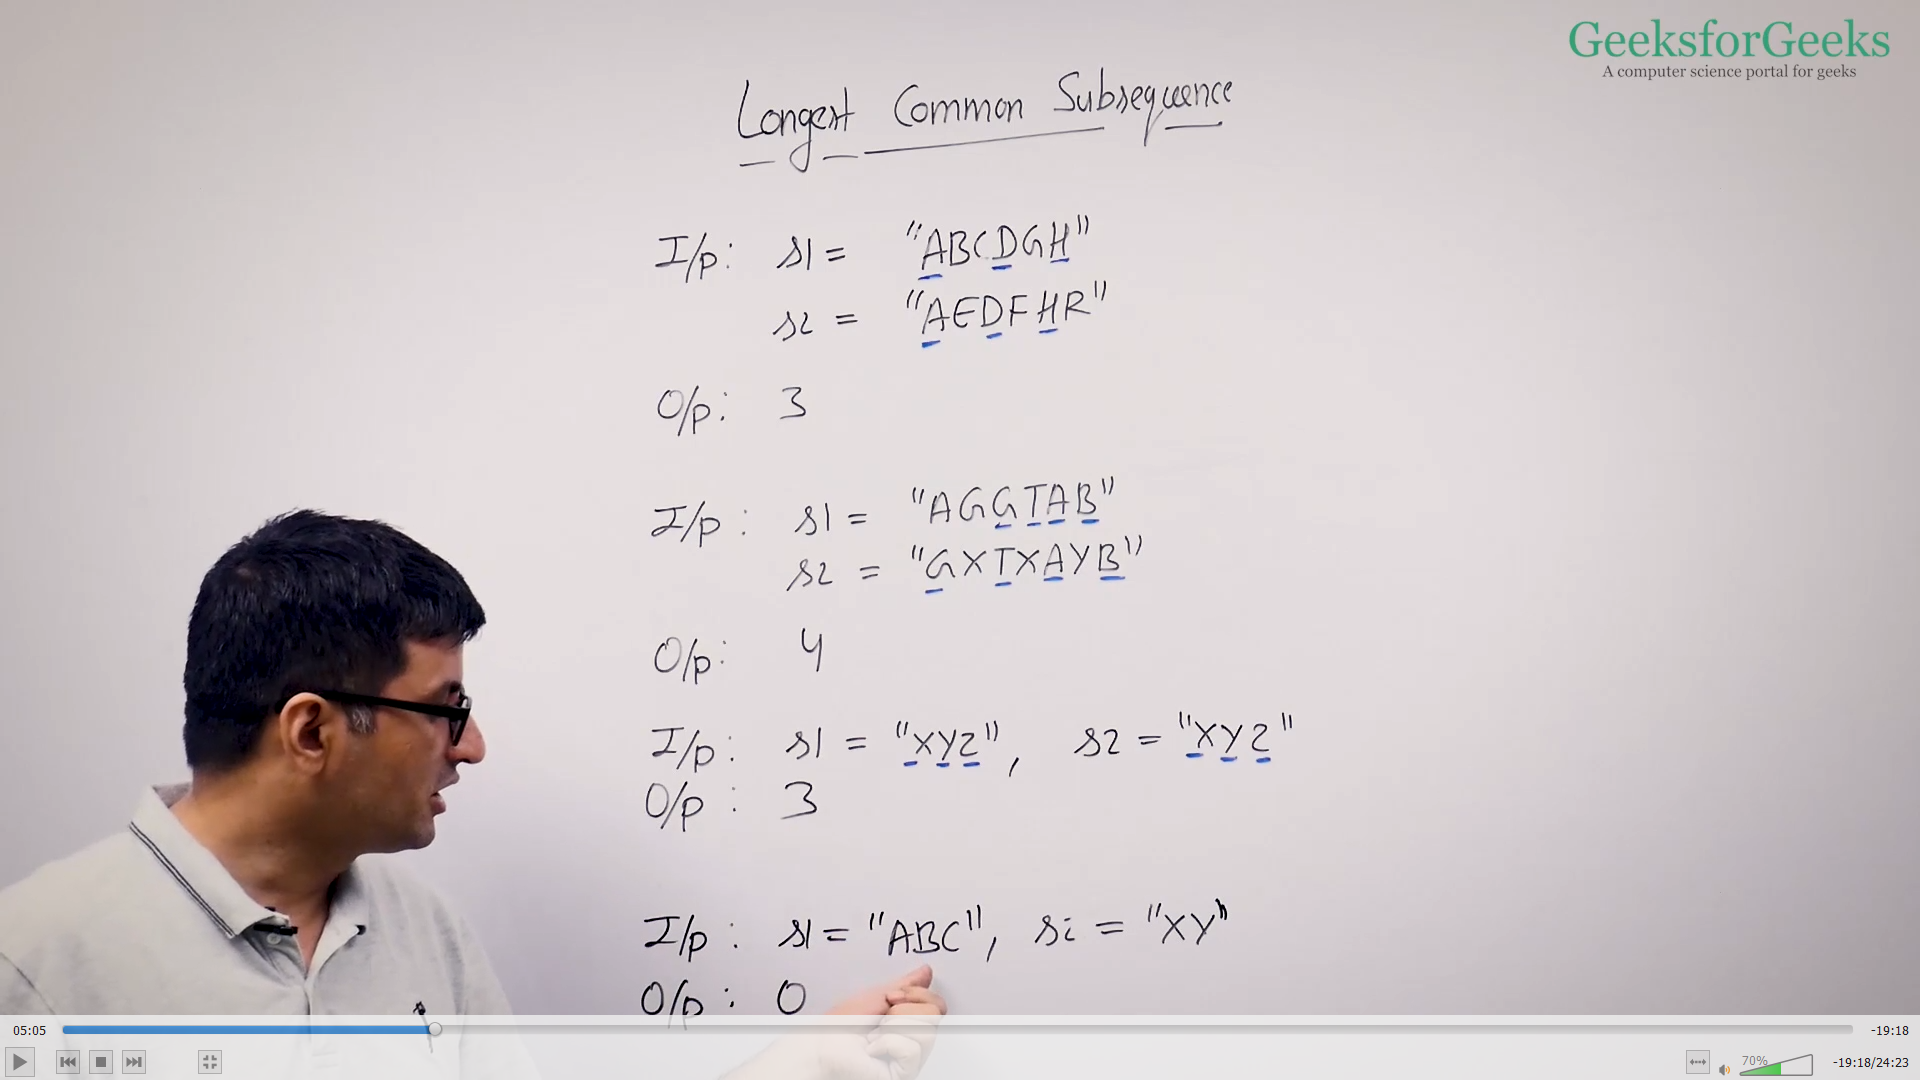 GeeksforGeeks
A computer science portal for geeks
Longest Common Subsequence
I/p: s1 = "ABCDGH"
s2 = "AEDFHR"
O/p: 3
I/p: s1 = "AGGTAB"
s2 = "GXTXAYB"
O/p: 4
I/p: s1 = "XYZ", s2 = "XYZ"
O/p: 3
I/p: s1 = "ABC", s2 = "XY"
O/p: 0
05:05 -19:18
70% -19:18/24:23